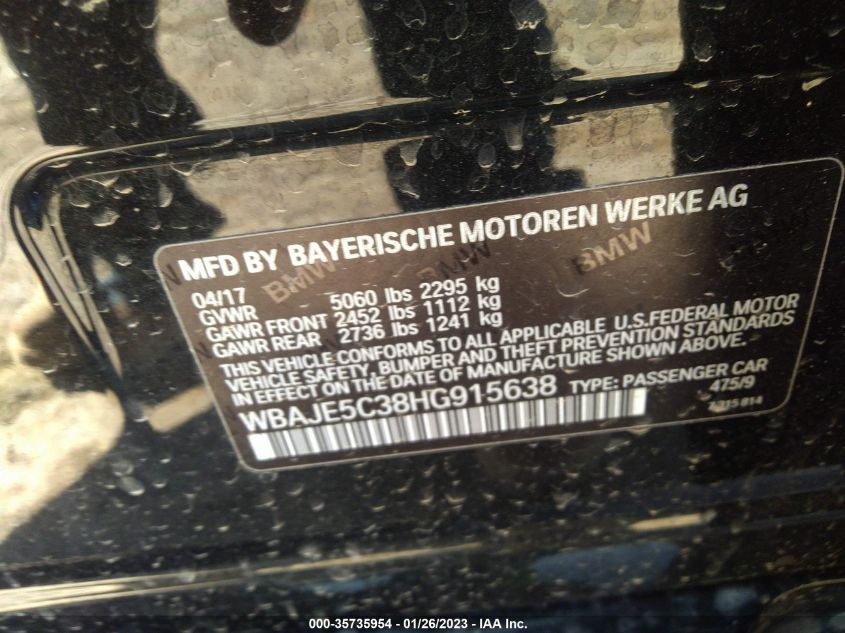 MFD BY BAYERISCHE MOTOREN WERKE AG
BMW BMW BMW
04/17
GVWR 5060 lbs 2295 kg
GAWR FRONT 2452 lbs 1112 kg
GAWR REAR 2736 lbs 1241 kg
THIS VEHICLE CONFORMS TO ALL APPLICABLE U.S.FEDERAL MOTOR
VEHICLE SAFETY, BUMPER AND THEFT PREVENTION STANDARDS
IN EFFECT ON THE DATE OF MANUFACTURE SHOWN ABOVE.
WBAJE5C38HG915638 TYPE: PASSENGER CAR
475/9
000-35735954 - 01/26/2023 - IAA Inc.